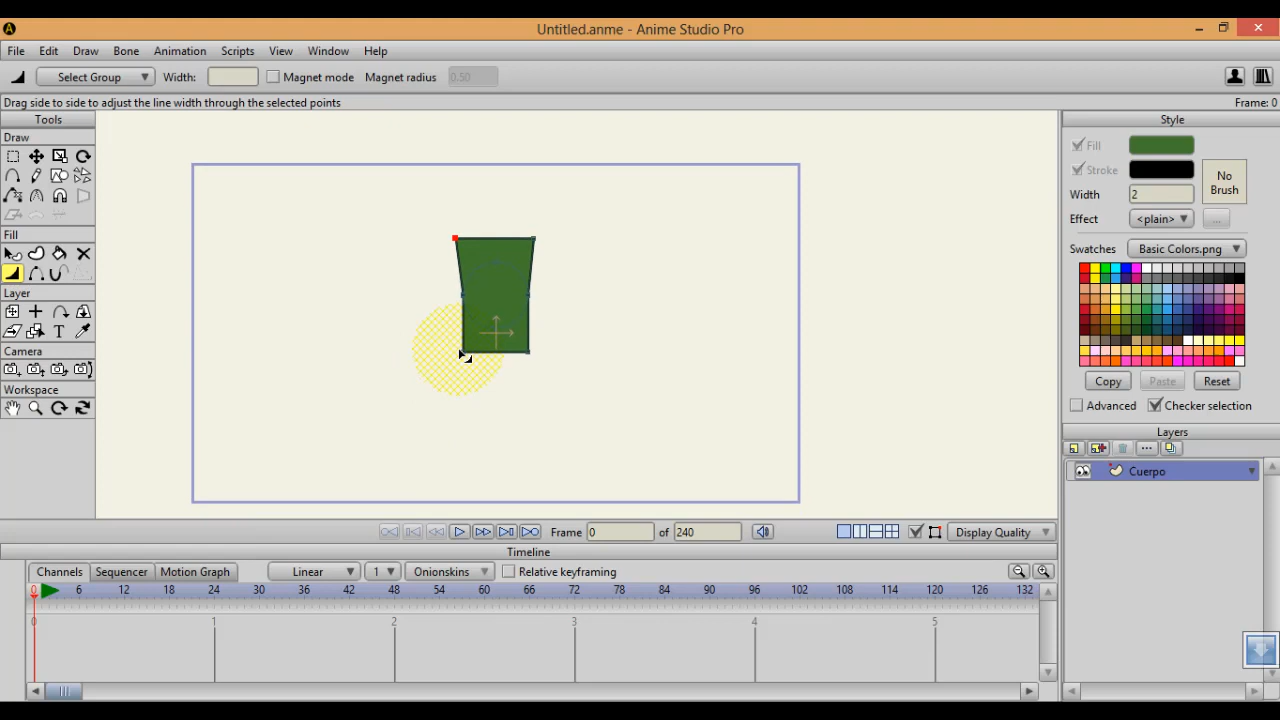 Untitled.anme - Anime Studio Pro
File Edit Draw Bone Animation Scripts View Window Help
Select Group Width: Magnet mode Magnet radius 0.50
Drag side to side to adjust the line width through the selected points Frame: 0
Tools
Draw
Fill
Layer
Camera
Workspace
Style
Fill
Stroke
No Brush
Width 2
Effect <plain> ...
Swatches Basic Colors.png
Copy Paste Reset
Advanced Checker selection
Layers
Cuerpo
Frame 0 of 240 Display Quality
Timeline
Channels Sequencer Motion Graph Linear 1 Onionskins Relative keyframing
0 6 12 18 24 30 36 42 48 54 60 66 72 78 84 90 96 102 108 114 120 126 132
0 1 2 3 4 5